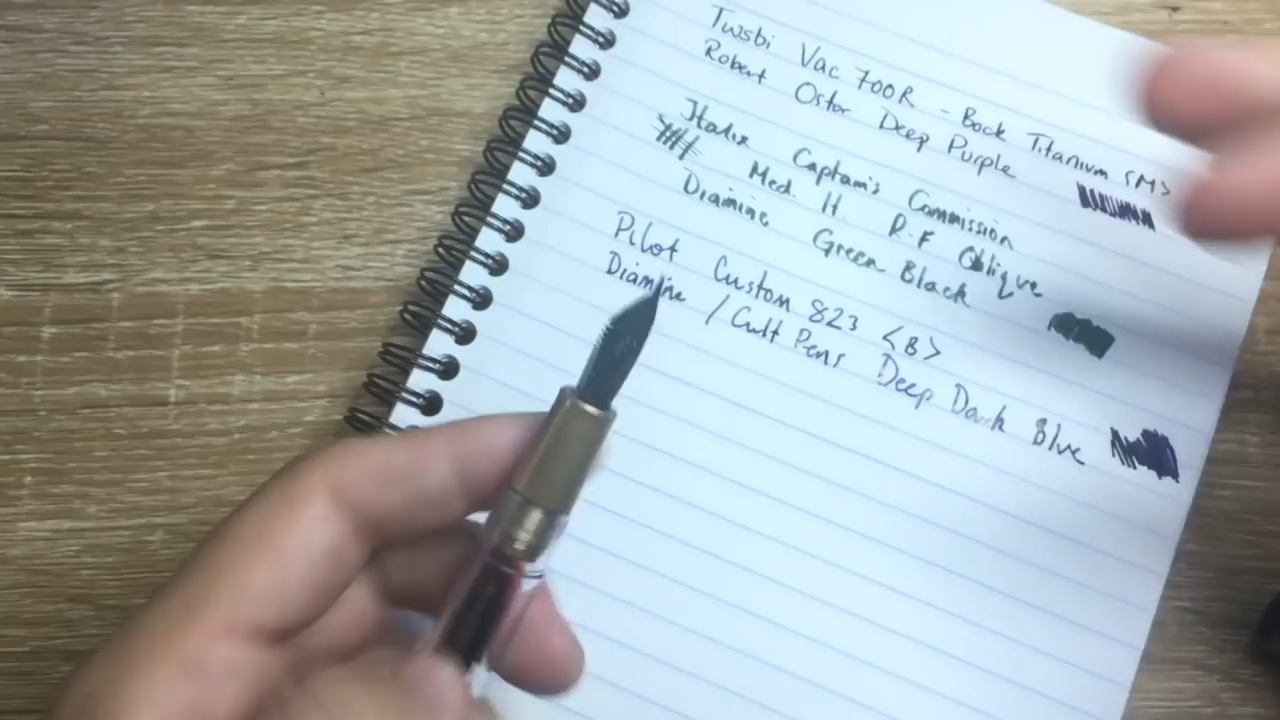 Twsbi Vac 700R - Bock Titanium <M>
Robert Oster Deep Purple
Italix Captain's Commission
Med. H. R.F Oblique
Diamine Green Black
Pilot Custom 823 <B>
Diamine / Cult Pens Deep Dark Blue